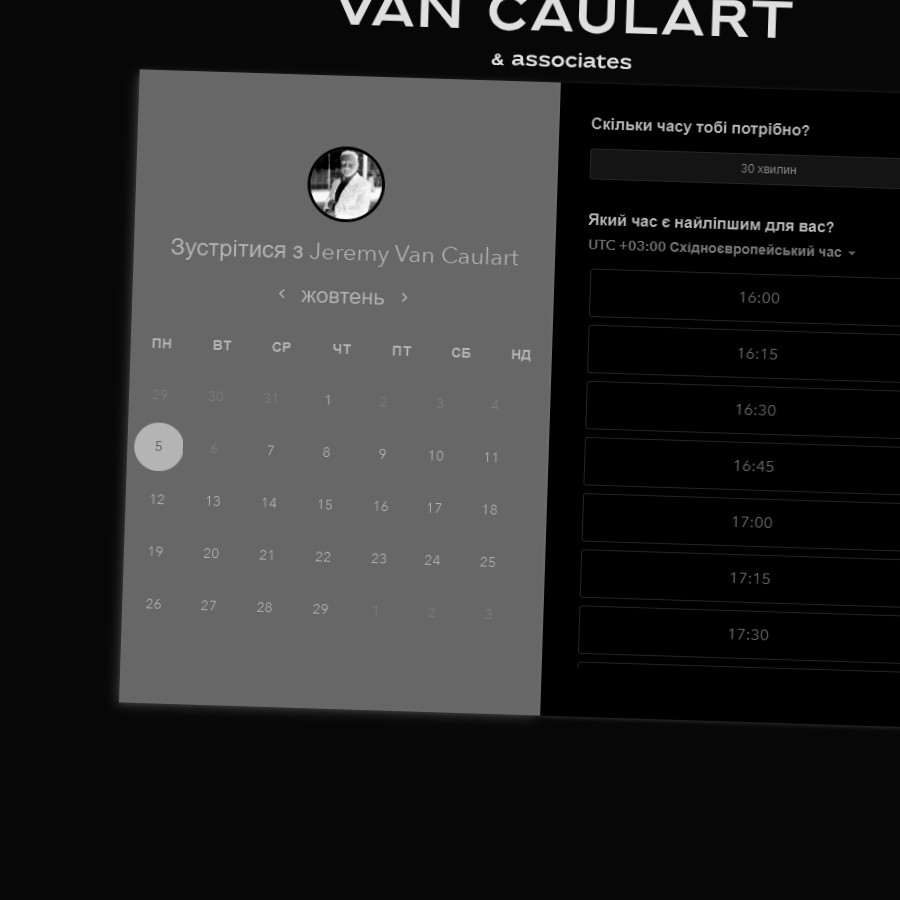 VAN CAULART
& associates
Зустрітися з Jeremy Van Caulart
жовтень
ПН ВТ СР ЧТ ПТ СБ НД
29 30 31 1 2 3 4
5 6 7 8 9 10 11
12 13 14 15 16 17 18
19 20 21 22 23 24 25
26 27 28 29 1 2 3
Скільки часу тобі потрібно?
30 хвилин
Який час є найліпшим для вас?
UTC +03:00 Східноєвропейський час
16:00
16:15
16:30
16:45
17:00
17:15
17:30